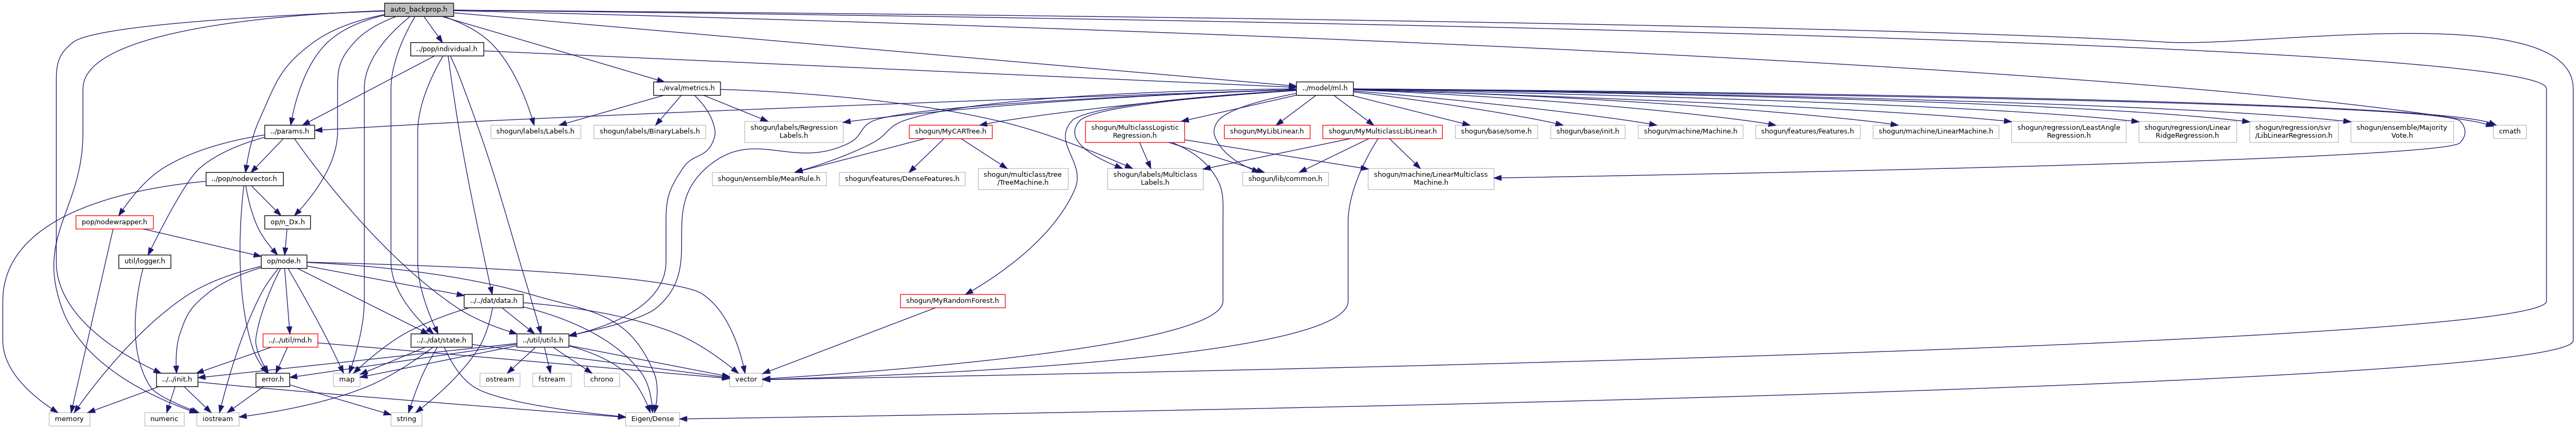 auto_backprop.h
../pop/individual.h
../eval/metrics.h
../model/ml.h
../params.h
shogun/labels/Labels.h
shogun/labels/BinaryLabels.h
shogun/labels/Regression
Labels.h
shogun/MyCARTree.h
shogun/MulticlassLogistic
Regression.h
shogun/MyLibLinear.h
shogun/MyMulticlassLibLinear.h
shogun/base/some.h
shogun/base/init.h
shogun/machine/Machine.h
shogun/features/Features.h
shogun/machine/LinearMachine.h
shogun/regression/LeastAngle
Regression.h
shogun/regression/Linear
RidgeRegression.h
shogun/regression/svr
/LibLinearRegression.h
shogun/ensemble/Majority
Vote.h
cmath
../pop/nodevector.h
shogun/ensemble/MeanRule.h
shogun/features/DenseFeatures.h
shogun/multiclass/tree
/TreeMachine.h
shogun/labels/Multiclass
Labels.h
shogun/lib/common.h
shogun/machine/LinearMulticlass
Machine.h
pop/nodewrapper.h
op/n_Dx.h
util/logger.h
op/node.h
../../dat/data.h
shogun/MyRandomForest.h
../../util/rnd.h
../../dat/state.h
../util/utils.h
../../init.h
error.h
map
ostream
fstream
chrono
vector
memory
numeric
iostream
string
Eigen/Dense